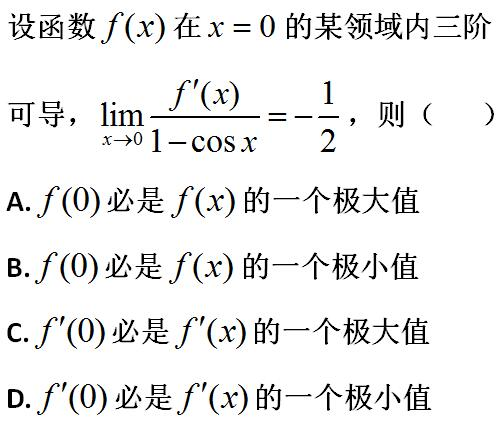 设函数 f(x) 在 x = 0 的某领域内三阶
可导，lim_{x→0} f′(x)/(1−cos x) = −1/2，则（　　）
A. f(0) 必是 f(x) 的一个极大值
B. f(0) 必是 f(x) 的一个极小值
C. f′(0) 必是 f′(x) 的一个极大值
D. f′(0) 必是 f′(x) 的一个极小值